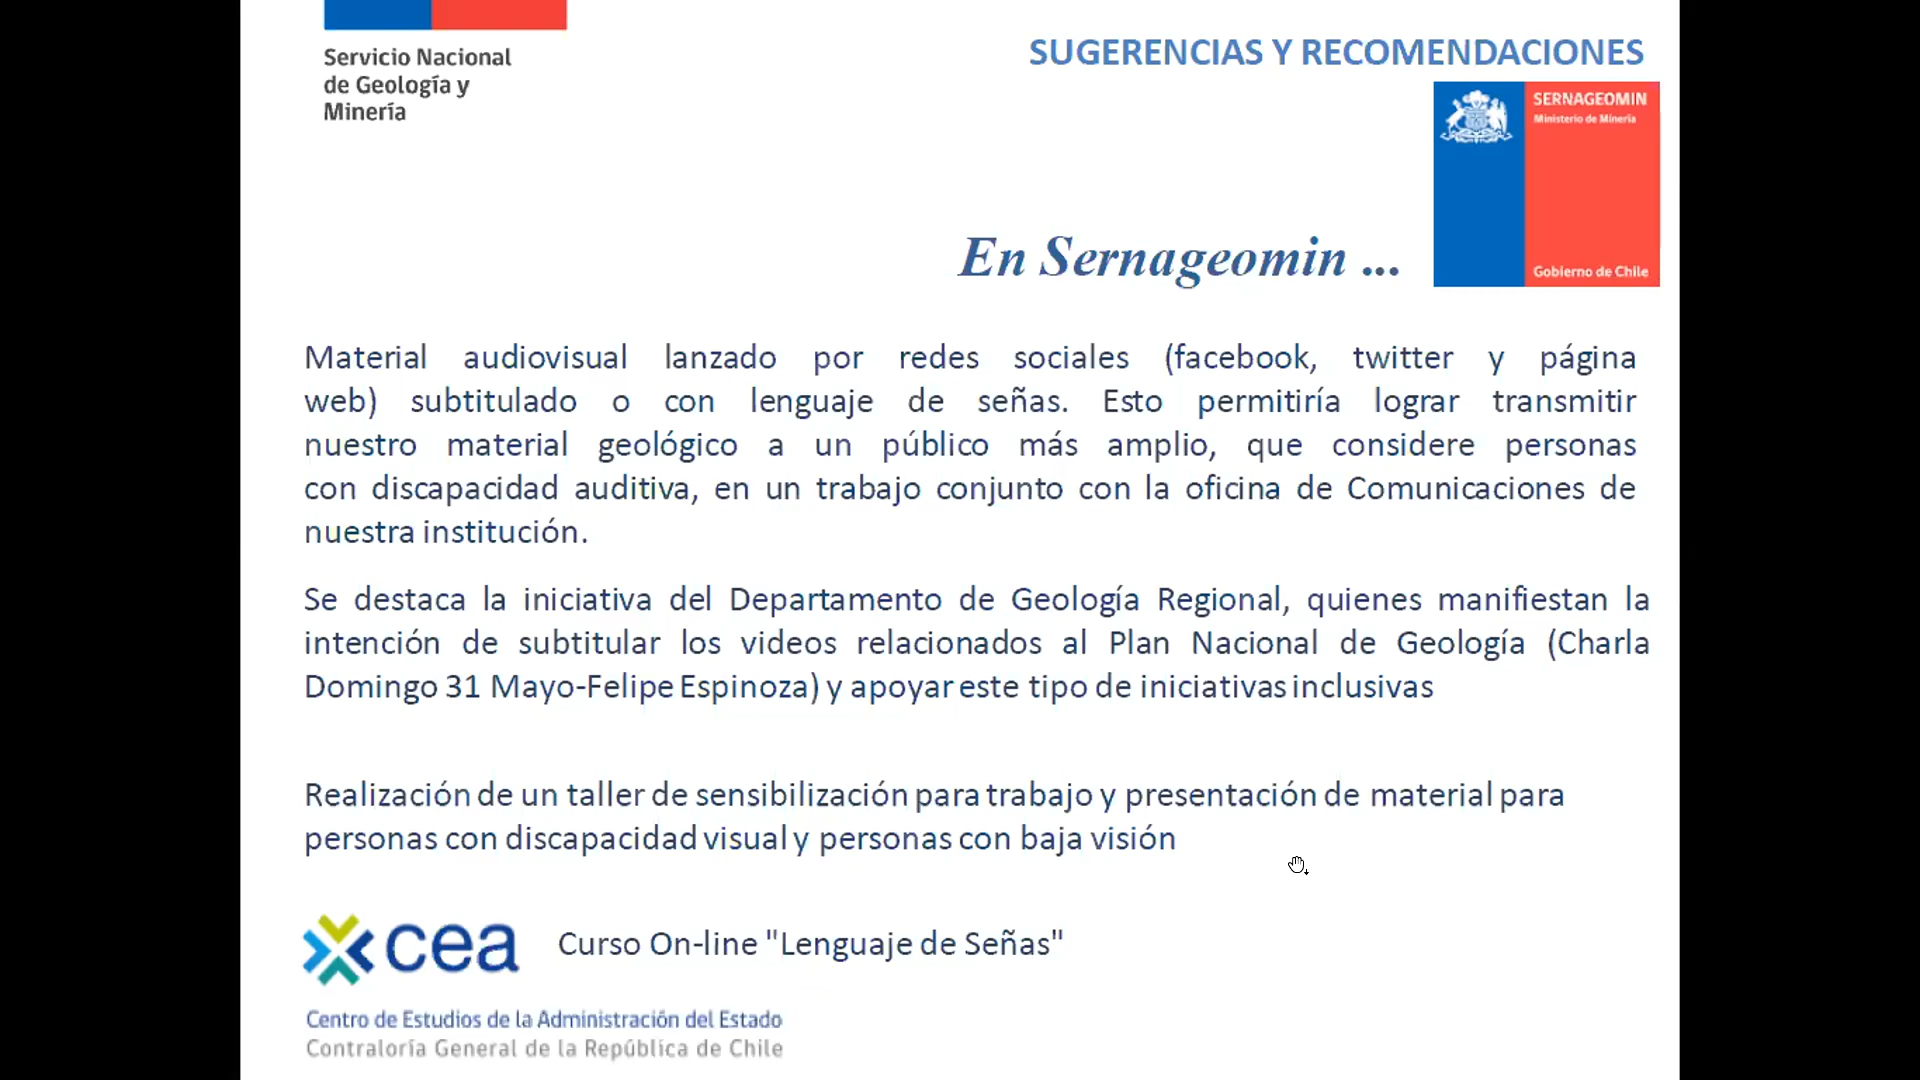 Servicio Nacional
de Geología y
Minería
SUGERENCIAS Y RECOMENDACIONES
SERNAGEOMIN
Ministerio de Minería
Gobierno de Chile
En Sernageomin ...
Material audiovisual lanzado por redes sociales (facebook, twitter y página
web) subtitulado o con lenguaje de señas. Esto permitiría lograr transmitir
nuestro material geológico a un público más amplio, que considere personas
con discapacidad auditiva, en un trabajo conjunto con la oficina de Comunicaciones de
nuestra institución.
Se destaca la iniciativa del Departamento de Geología Regional, quienes manifiestan la
intención de subtitular los videos relacionados al Plan Nacional de Geología (Charla
Domingo 31 Mayo-Felipe Espinoza) y apoyar este tipo de iniciativas inclusivas
Realización de un taller de sensibilización para trabajo y presentación de material para
personas con discapacidad visual y personas con baja visión
cea
Curso On-line "Lenguaje de Señas"
Centro de Estudios de la Administración del Estado
Contraloría General de la República de Chile